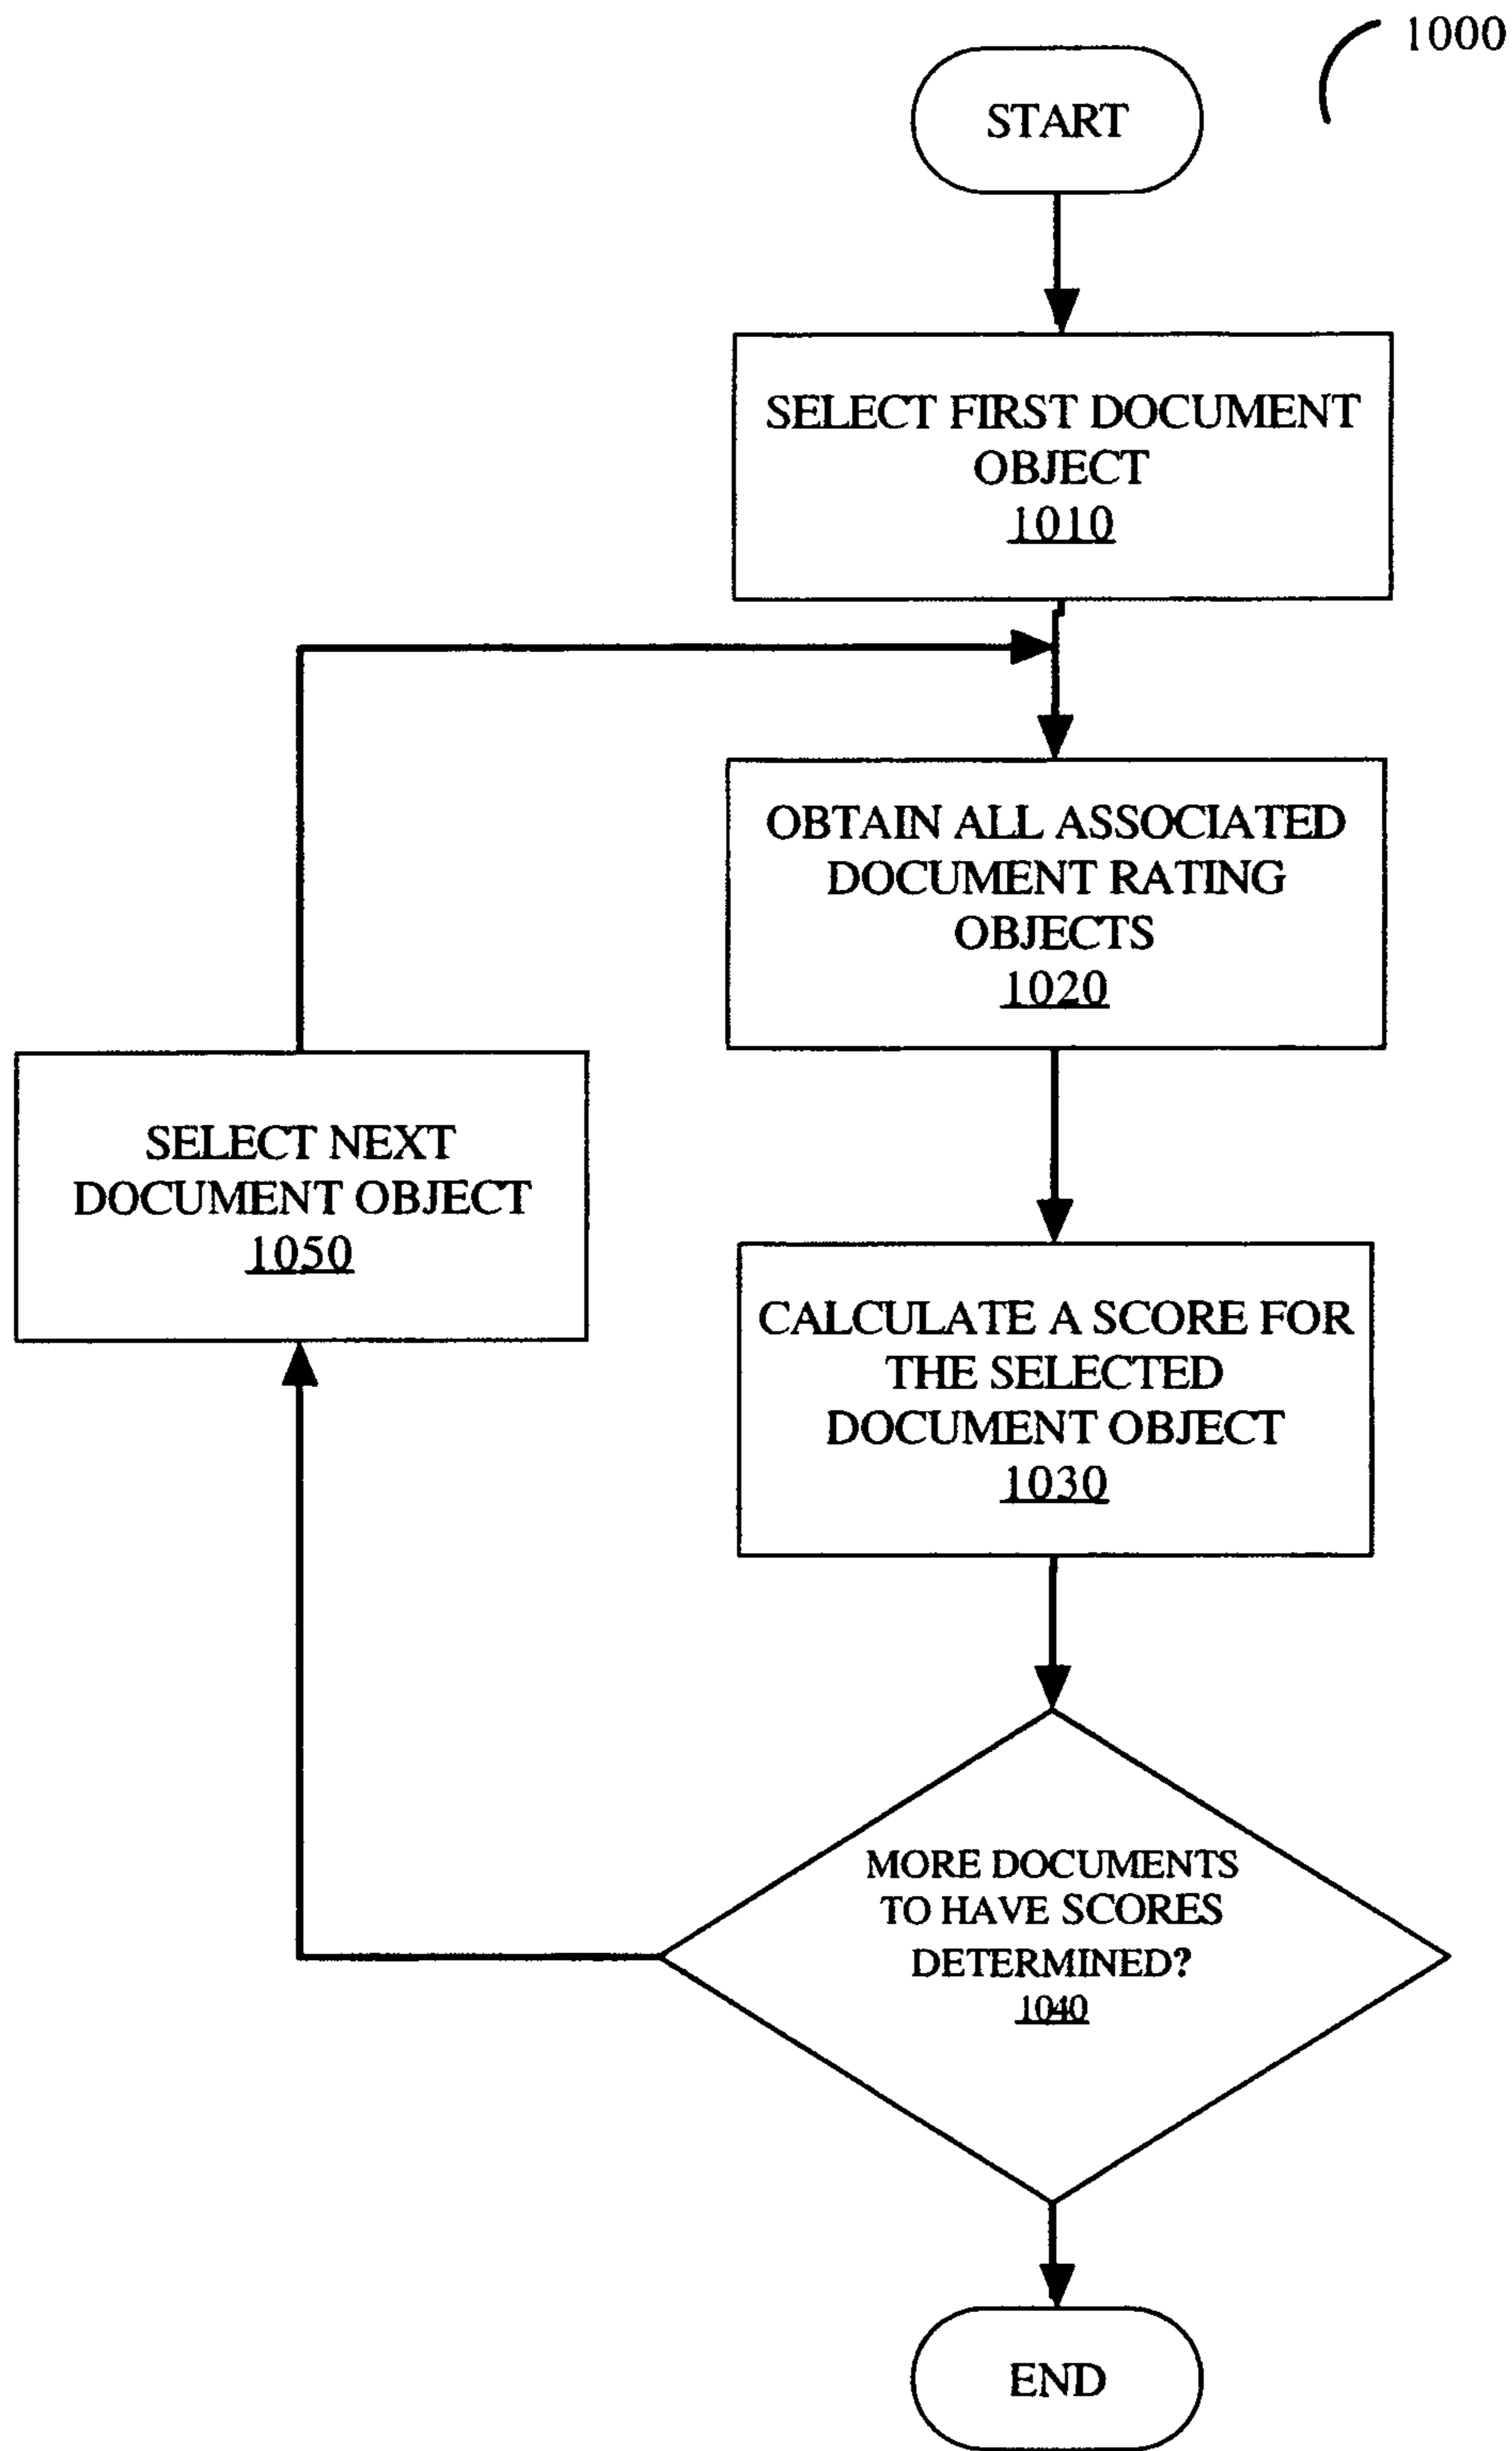 1000
START
SELECT FIRST DOCUMENT
OBJECT
1010
OBTAIN ALL ASSOCIATED
DOCUMENT RATING
OBJECTS
1020
SELECT NEXT
DOCUMENT OBJECT
1050
CALCULATE A SCORE FOR
THE SELECTED
DOCUMENT OBJECT
1030
MORE DOCUMENTS
TO HAVE SCORES
DETERMINED?
1040
END